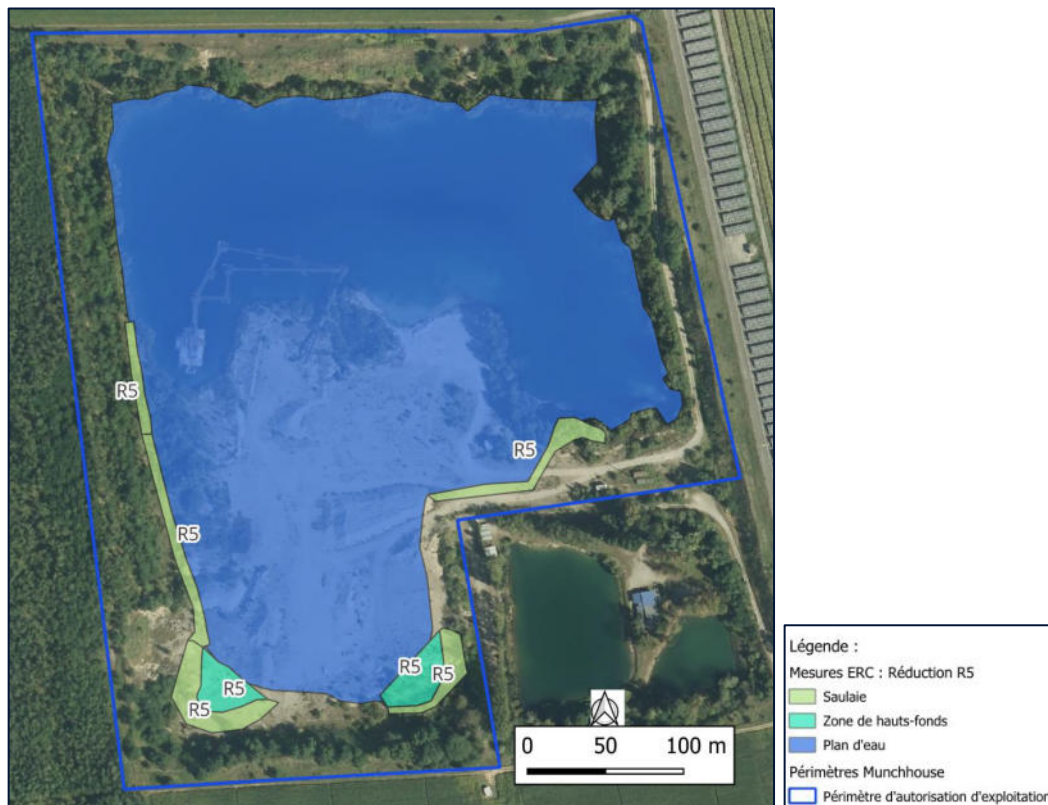 R5
R5
R5
R5
R5
R5
R5
0 50 100 m
Légende :
Mesures ERC : Réduction R5
Saulaie
Zone de hauts-fonds
Plan d'eau
Périmètres Munchhouse
Périmètre d'autorisation d'exploitation